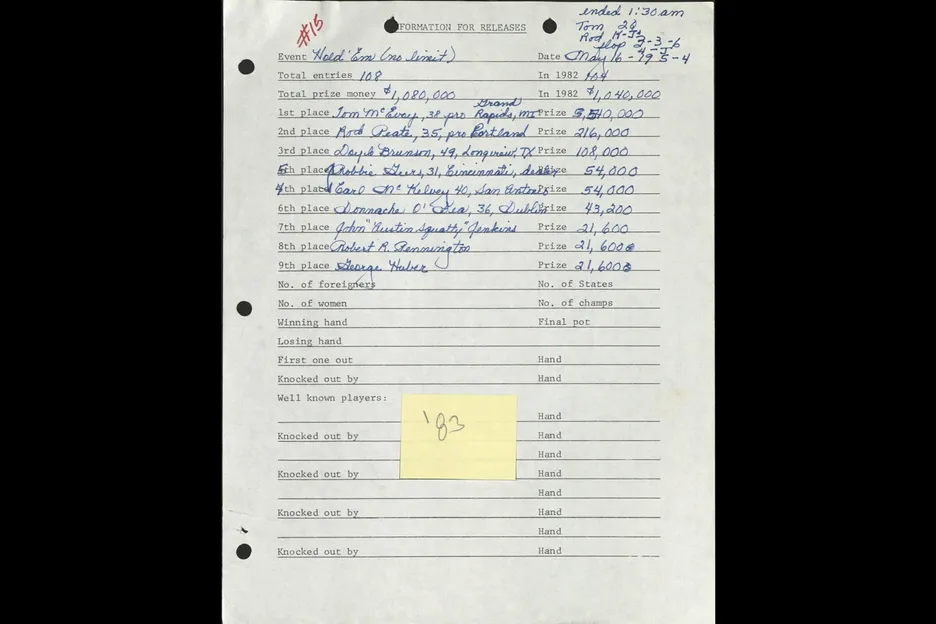 #15
ended 1:30 am
Tom
Rod K-J
flop 3-3-6
INFORMATION FOR RELEASES
Event Hold 'Em (no limit) Date May 16-19
J 5-4
Total entries 108 In 1982 104
Total prize money $1,080,000 In 1982 $1,040,000
1st place Tom McEvoy, 38 pro Grand Rapids, MI Prize 540,000
2nd place Rod Peate, 35, pro Portland Prize 216,000
3rd place Doyle Brunson, 49, Longview, TX Prize 108,000
5th place Robbie Geers, 31, Cincinnati, Prize 54,000
4th place Carl McKelvey 40, San Antonio Prize 54,000
6th place Donnacha O'Dea, 36, Dublin Prize 43,200
7th place John "Austin Squatty" Jenkins Prize 21,600
8th place Robert R. Pennington Prize 21,600
9th place George Huber Prize 21,600
No. of foreigners No. of States
No. of women No. of champs
Winning hand Final pot
Losing hand
First one out Hand
Knocked out by Hand
Well known players:
Hand
Knocked out by Hand
Hand
Knocked out by Hand
Hand
Knocked out by Hand
Hand
Knocked out by Hand
'83